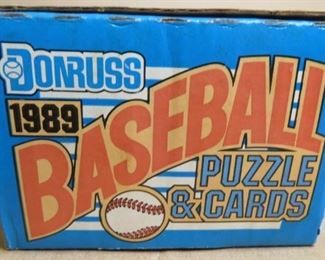 DONRUSS
1989
BASEBALL
PUZZLE
& CARDS